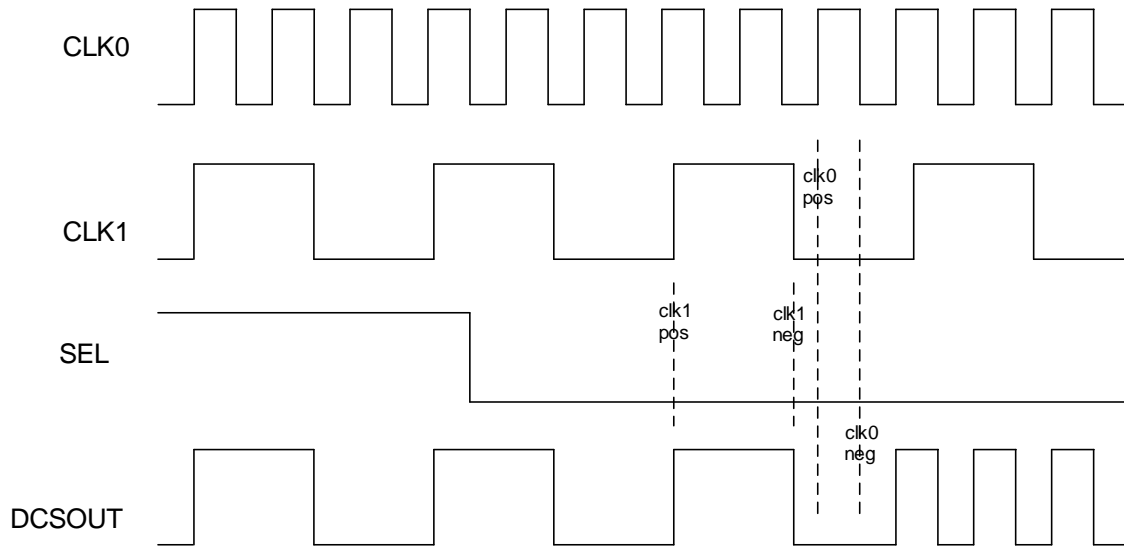 CLK0
clk0
pos
CLK1
clk1
pos
clk1
neg
SEL
clk0
neg
DCSOUT